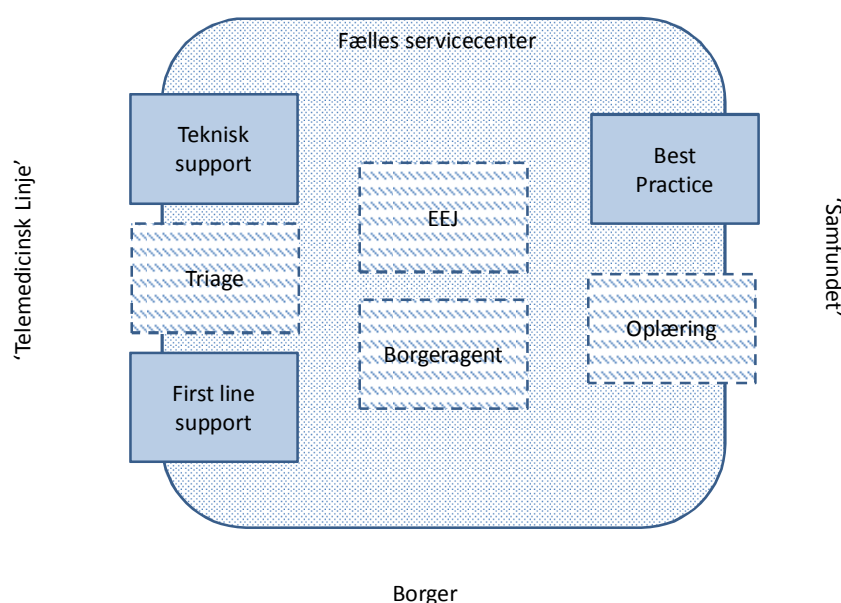 Fælles servicecenter
'Telemedicinsk Linje'
Teknisk
support
Triage
First line
support
EEJ
Borgeragent
Best
Practice
Oplæring
'Samfundet'
Borger